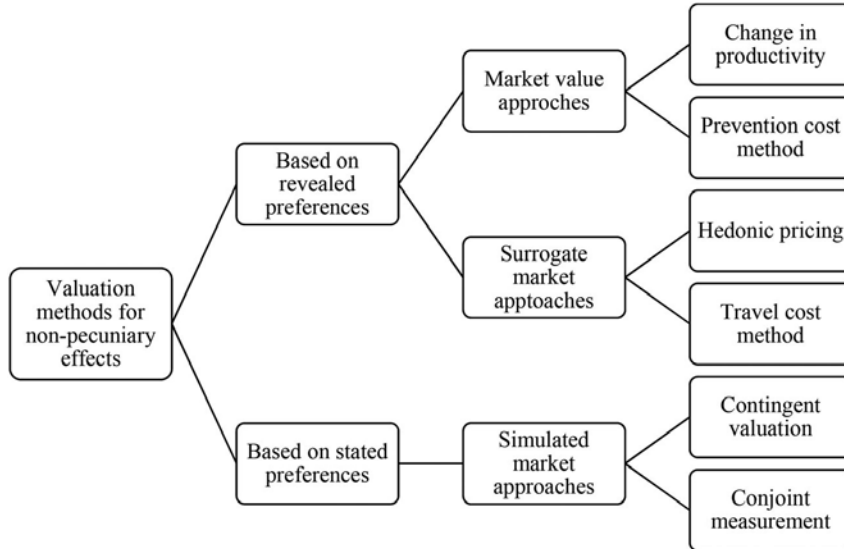 Change in
productivity
Market value
approches
Prevention cost
method
Based on
revealed
preferences
Hedonic pricing
Surrogate
market
apptoaches
Valuation
methods for
non-pecuniary
effects
Travel cost
method
Contingent
valuation
Based on stated
preferences
Simulated
market
approaches
Conjoint
measurement